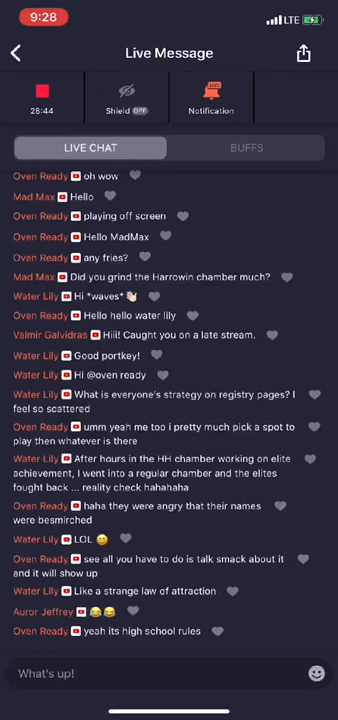 9:28
LTE
Live Message
26:44
Shield OFF
LIVE
Notification
LIVE CHAT
BUFFS
Oven Ready oh wow
Mad Max Hello
Oven Ready playing off screen
Oven Ready Hello MadMax
Oven Ready any fries?
Mad Max Did you grind the Harrowin chamber much?
Water Lily Hi *waves*👋🏻
Oven Ready Hello hello water lily
Valmir Galvidras Hiii! Caught you on a late stream.
Water Lily Good portkey!
Water Lily Hi @oven ready
Water Lily What is everyone's strategy on registry pages? I
feel so scattered
Oven Ready umm yeah me too i pretty much pick a spot to
play then whatever is there
Water Lily After hours in the HH chamber working on elite
achievement, I went into a regular chamber and the elites
fought back ... reality check hahahaha
Oven Ready haha they were angry that their names
were besmirched
Water Lily LOL 😄
Oven Ready see all you have to do is talk smack about it
and it will show up
Water Lily Like a strange law of attraction
Auror Jeffrey 😂😂
Oven Ready yeah its high school rules
What's up!